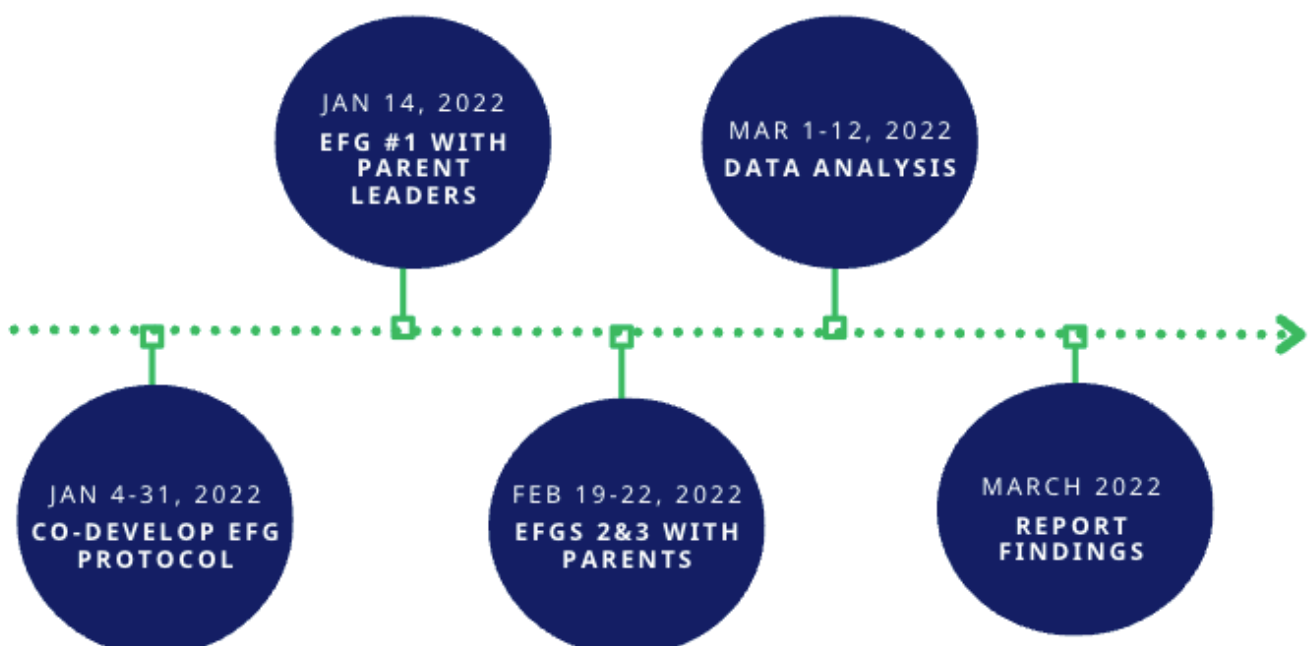 JAN 14, 2022
EFG #1 WITH
PARENT
LEADERS
MAR 1-12, 2022
DATA ANALYSIS
JAN 4-31, 2022
CO-DEVELOP EFG
PROTOCOL
FEB 19-22, 2022
EFGS 2&3 WITH
PARENTS
MARCH 2022
REPORT
FINDINGS